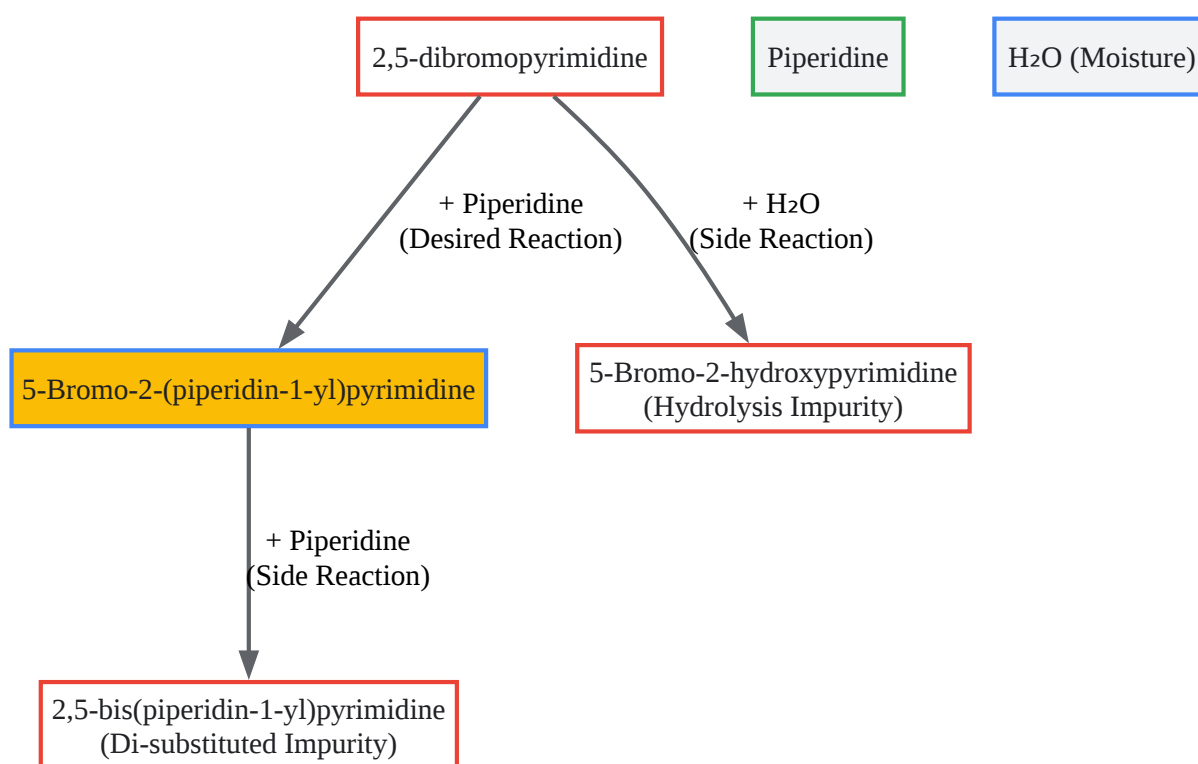 2,5-dibromopyrimidine
Piperidine
H₂O (Moisture)
+ Piperidine
(Desired Reaction)
+ H₂O
(Side Reaction)
5-Bromo-2-(piperidin-1-yl)pyrimidine
5-Bromo-2-hydroxypyrimidine
(Hydrolysis Impurity)
+ Piperidine
(Side Reaction)
2,5-bis(piperidin-1-yl)pyrimidine
(Di-substituted Impurity)